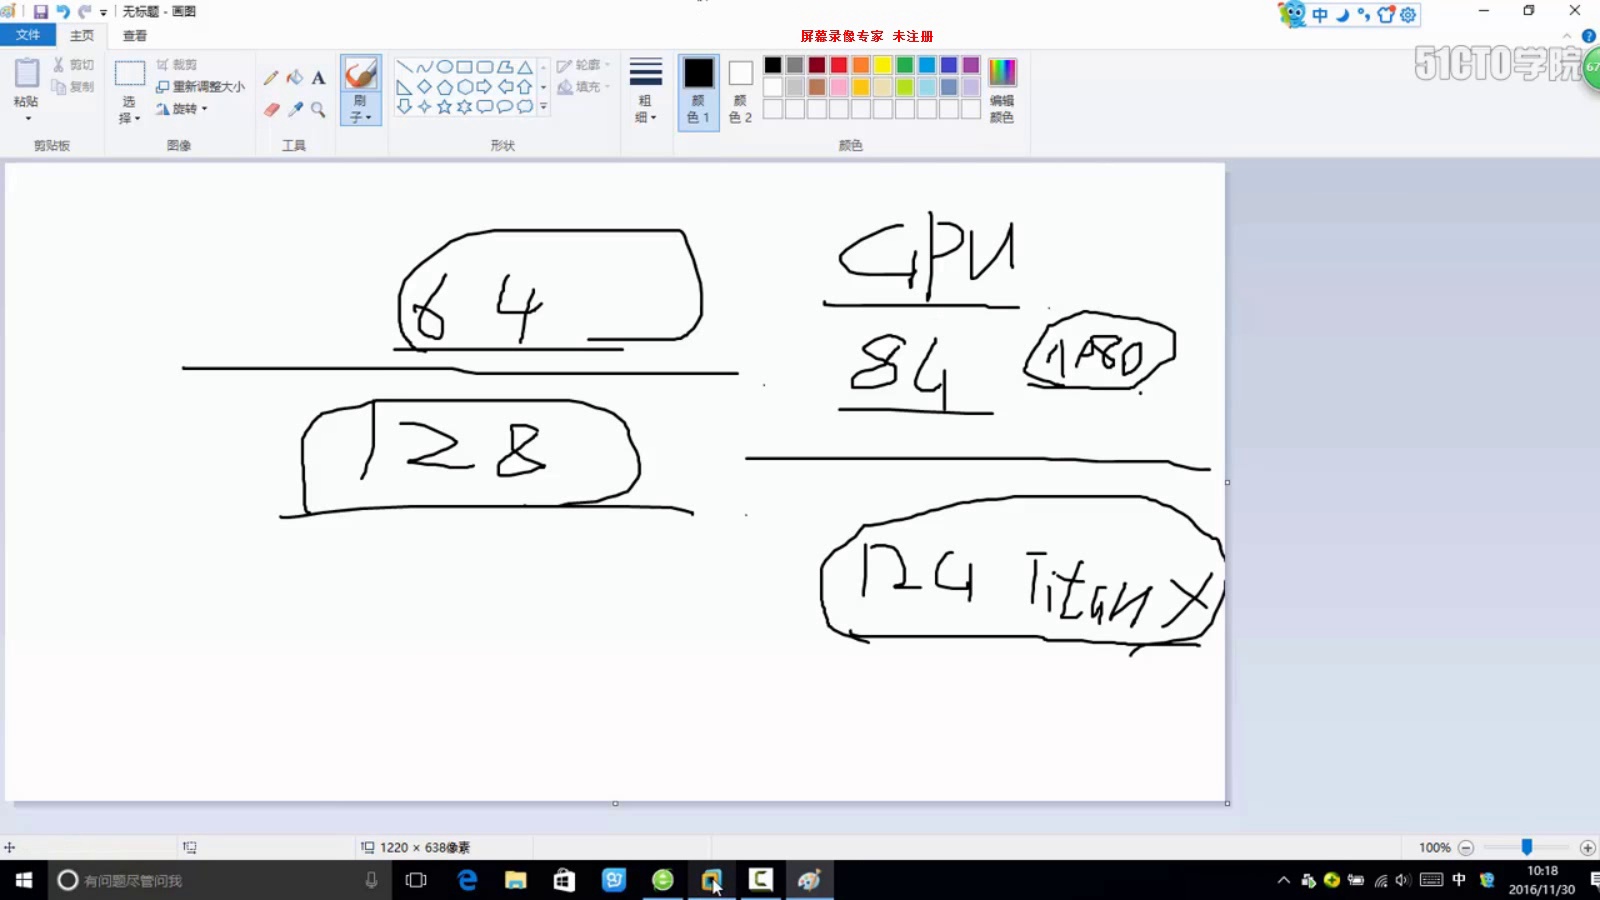 无标题 - 画图
中
文件
主页
查看
屏幕录像专家 未注册
51CTO学院
67
粘贴
剪切
复制
剪贴板
选择
裁剪
重新调整大小
旋转
图像
A
工具
刷子
形状
轮廓
填充
粗细
颜色 1
颜色 2
颜色
编辑颜色
64
128
GPU
8G
1080
12G Titan X
1220 × 638像素
100%
有问题尽管问我
中
10:18
2016/11/30